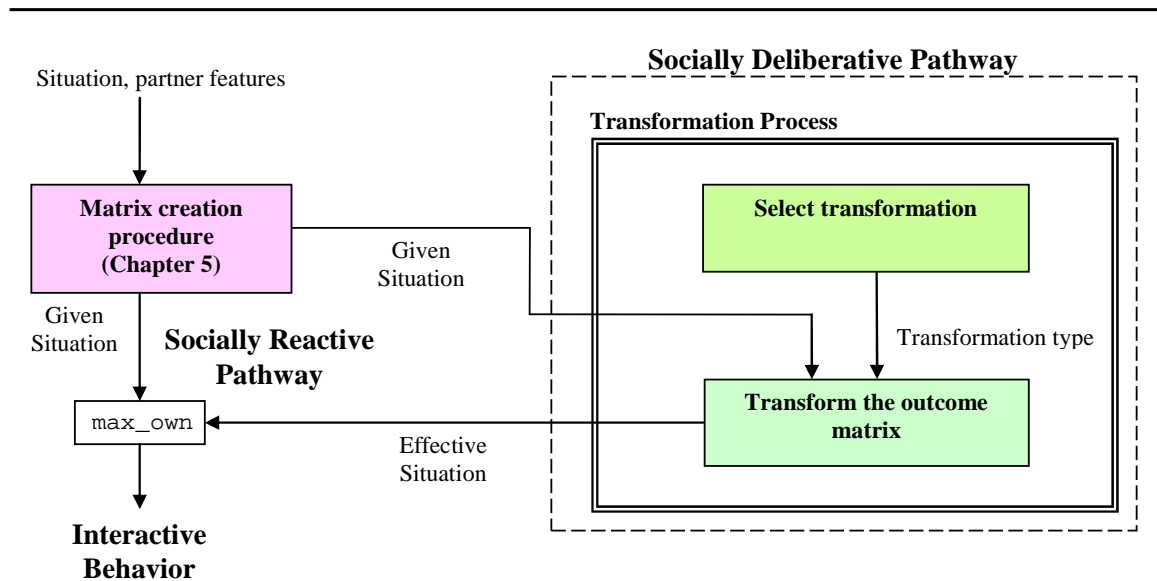 Socially Deliberative Pathway
Situation, partner features
Transformation Process
Matrix creation
procedure
(Chapter 5)
Select transformation
Given
Situation
Given
Situation
Socially Reactive
Pathway
Transformation type
max_own
Transform the outcome
matrix
Effective
Situation
Interactive
Behavior